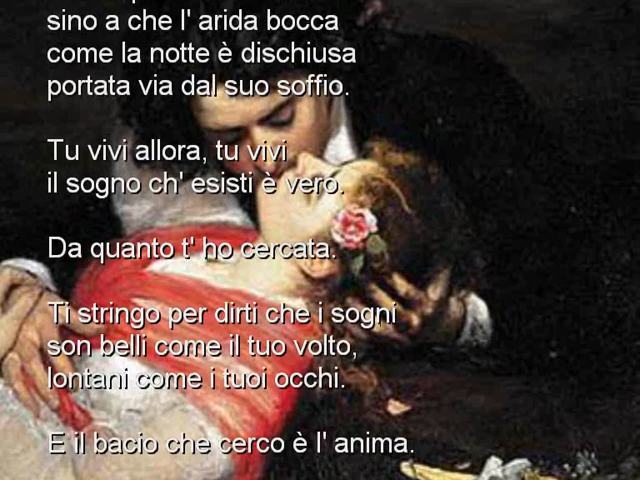 sino a che l' arida bocca
come la notte è dischiusa
portata via dal suo soffio.
Tu vivi allora, tu vivi
il sogno ch' esisti è vero.
Da quanto t' ho cercata.
Ti stringo per dirti che i sogni
son belli come il tuo volto,
lontani come i tuoi occhi.
E il bacio che cerco è l' anima.